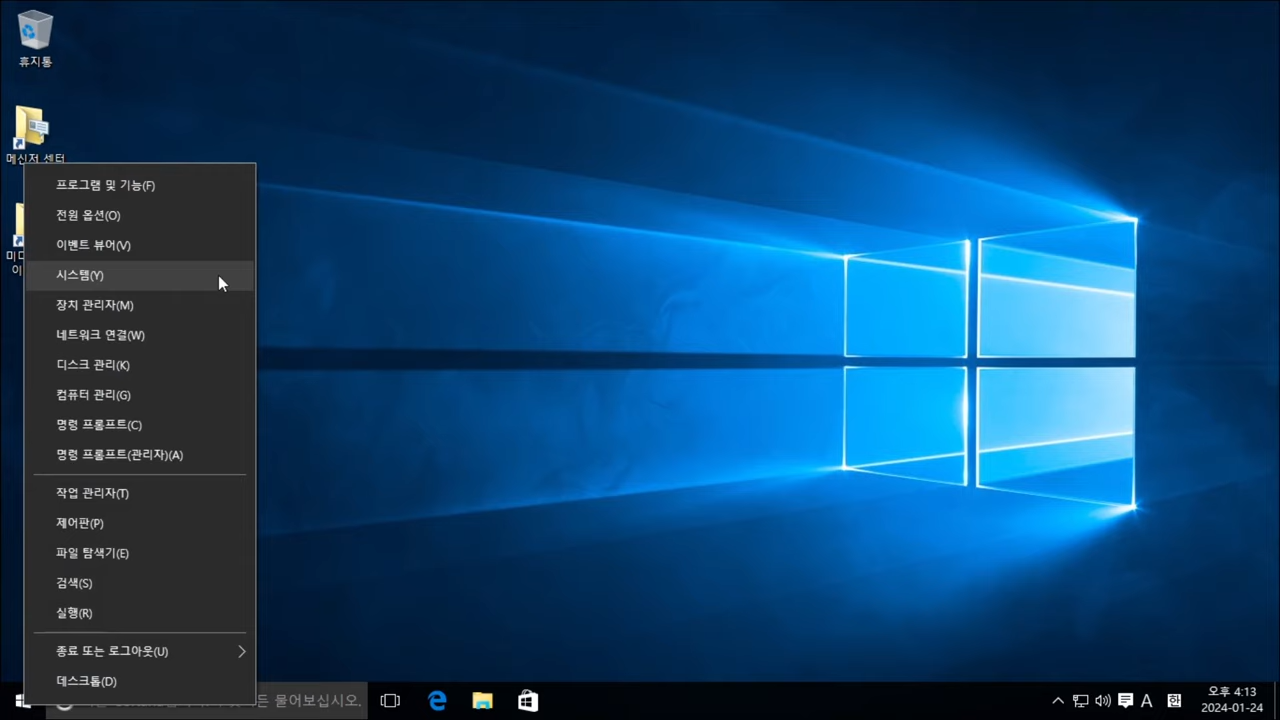 휴지통
메신저 센터
프로그램 및 기능(F)
전원 옵션(O)
이벤트 뷰어(V)
시스템(Y)
장치 관리자(M)
네트워크 연결(W)
디스크 관리(K)
컴퓨터 관리(G)
명령 프롬프트(C)
명령 프롬프트(관리자)(A)
작업 관리자(T)
제어판(P)
파일 탐색기(E)
검색(S)
실행(R)
종료 또는 로그아웃(U)
데스크톱(D)
든 물어보십시오.
A 한
오후 4:13
2024-01-24